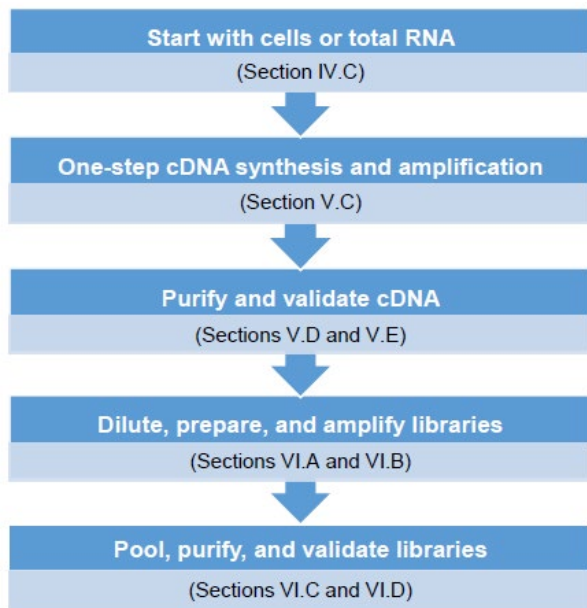 Start with cells or total RNA
(Section IV.C)
One-step cDNA synthesis and amplification
(Section V.C)
Purify and validate cDNA
(Sections V.D and V.E)
Dilute, prepare, and amplify libraries
(Sections VI.A and VI.B)
Pool, purify, and validate libraries
(Sections VI.C and VI.D)